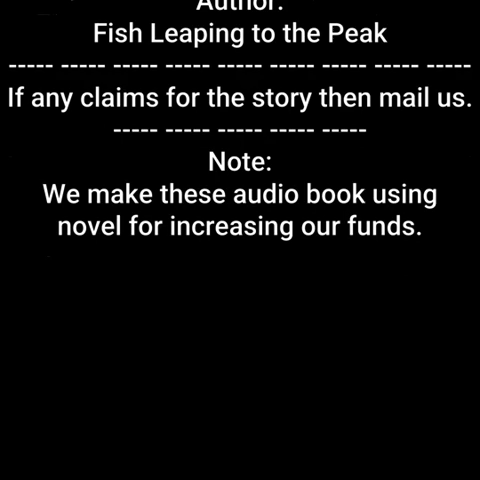 Author:
Fish Leaping to the Peak
----- ----- ----- ----- ----- ----- ----- ----- -----
If any claims for the story then mail us.
----- ----- ----- ----- -----
Note:
We make these audio book using
novel for increasing our funds.